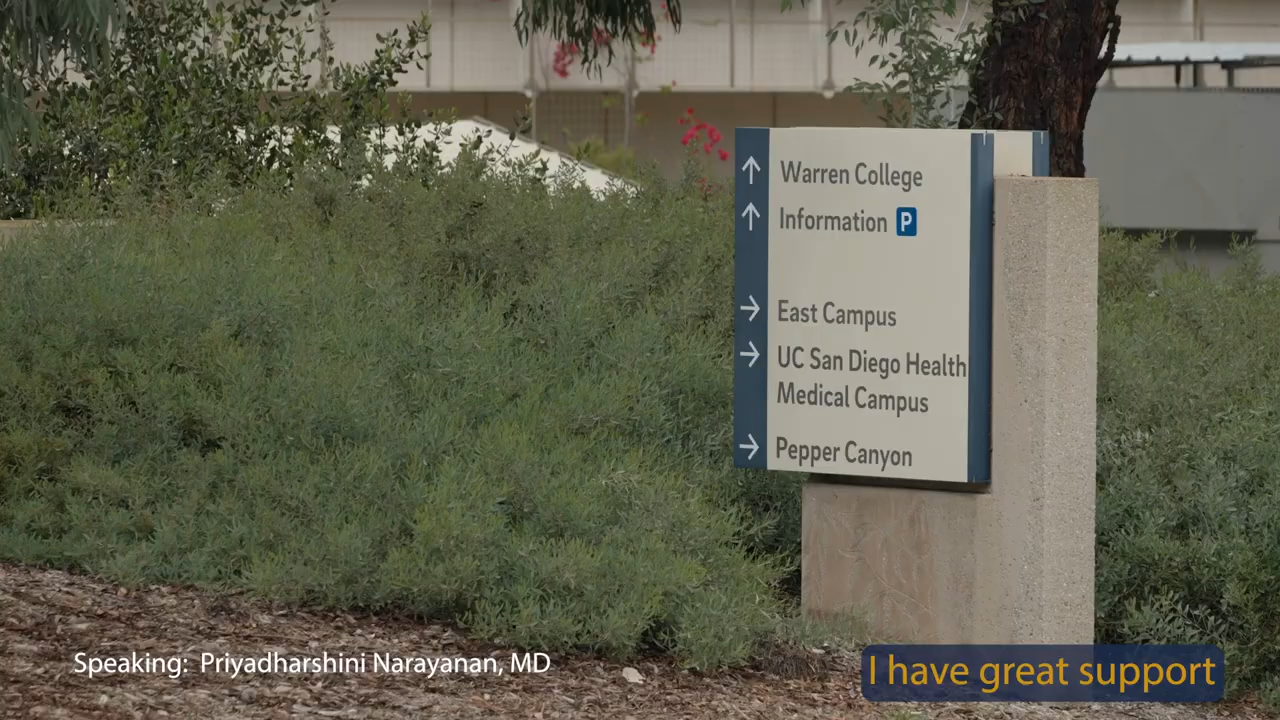 ↑ Warren College
↑ Information P
→ East Campus
→ UC San Diego Health
Medical Campus
→ Pepper Canyon
Speaking: Priyadharshini Narayanan, MD
I have great support